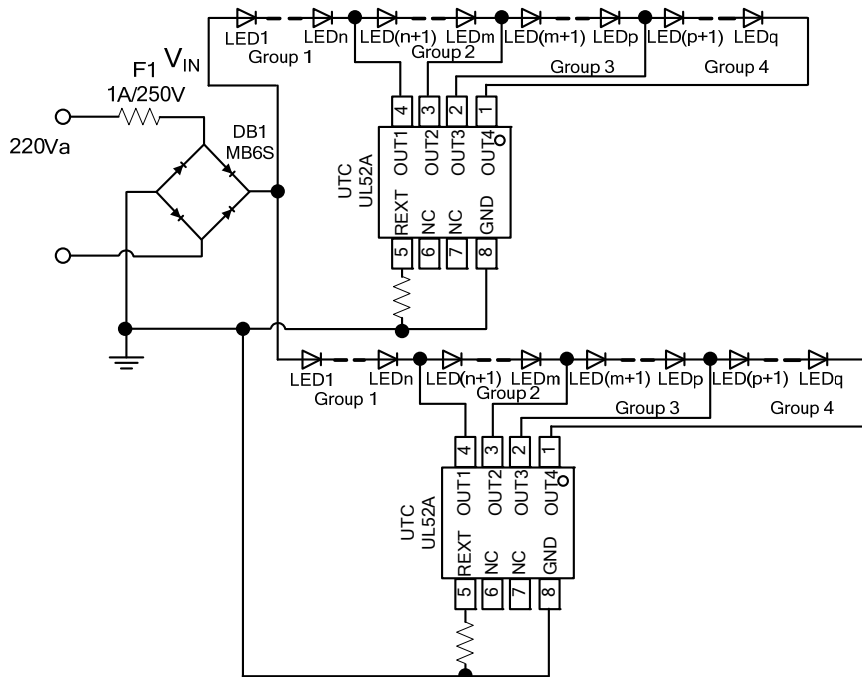 LED1 LEDn LED(n+1) LEDm LED(m+1) LEDp LED(p+1) LEDq
Group 1 Group 2 Group 3 Group 4
VIN
F1
1A/250V
220Va
DB1
MB6S
4 3 2 1
OUT1 OUT2 OUT3 OUT4
UTC
UL52A
REXT NC NC GND
5 6 7 8
LED1 LEDn LED(n+1) LEDm LED(m+1) LEDp LED(p+1) LEDq
Group 1 Group 2 Group 3 Group 4
4 3 2 1
OUT1 OUT2 OUT3 OUT4
UTC
UL52A
REXT NC NC GND
5 6 7 8